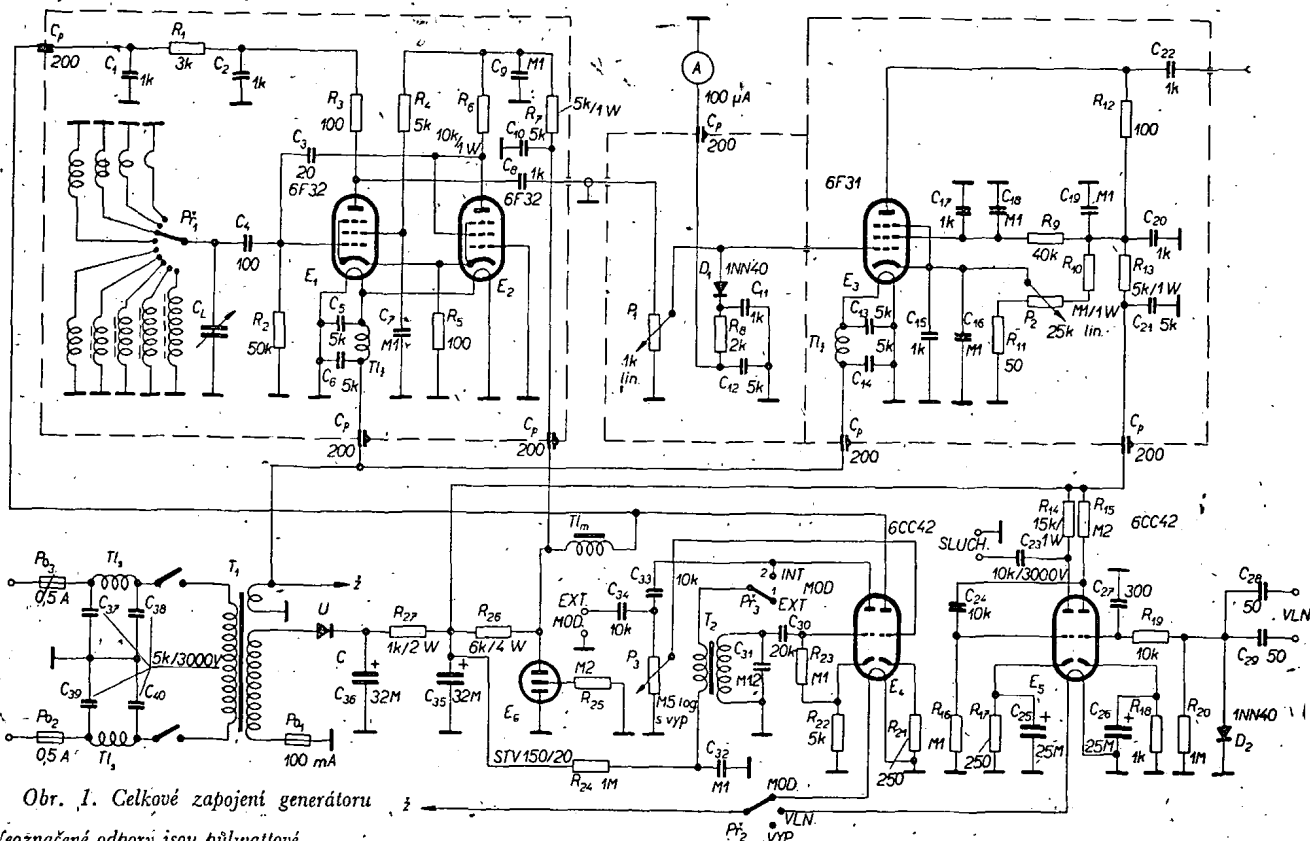 Cp
200
C1
1k
R1
3k
C2
1k
R3
100
R4
5k
R6
10k/1W
C9
M1
R7
5k
5k/1W
C10
C3
20
6F32
C8
1k
6F32
Př1
C4
100
CL
R2
50k
E1
E2
C5
5k
C6
5k
Tlž
C7
M1
R5
100
Cp
200
Cp
200
A
100 µA
Cp
200
P1
1k
lin.
D1
1NN40
C11
1k
R8
2k
C12
5k
6F31
E3
Tlž
C13
5k
C14
5k
C15
1k
C16
M1
C17
1k
C18
M1
R9
40k
C19
M1
R10
M1/1W
P2
25k
lin.
R11
50
R12
100
C22
1k
C20
1k
R13
5k/1W
C21
5k
Cp
200
Cp
200
Po3
0,5 A
Tls
C37
C38
5k/3000V
C39
C40
Po2
0,5 A
Tls
T1
ž
U
Po1
100 mA
C
C36
32M
R27
1k/2 W
C35
32M
R26
6k/4 W
Tlm
E6
M2
R25
STV150/20
R24
1M
C32
M1
EXT.
MOD.
C34
10k
C33
10k
P3
M5 log
s vyp
T2
Př3
2
INT
MOD
1
EXT
C31
M12
C30
20k
R23
M1
R22
5k
6CC42
E4
R21
250
SLUCH.
C23
10k/3000V
R14
15k/
1W
R15
M2
6CC42
C24
10k
C27
300
R19
10k
C28
50
VLN.
C29
50
R16
M1
R17
250
C25
25M
E5
C26
25M
R18
1k
R20
1M
1NN40
D2
ž
MOD.
Př2
VLN.
VYP
Obr. 1. Celkové zapojení generátoru
Neoznačené odpory jsou půlwattové